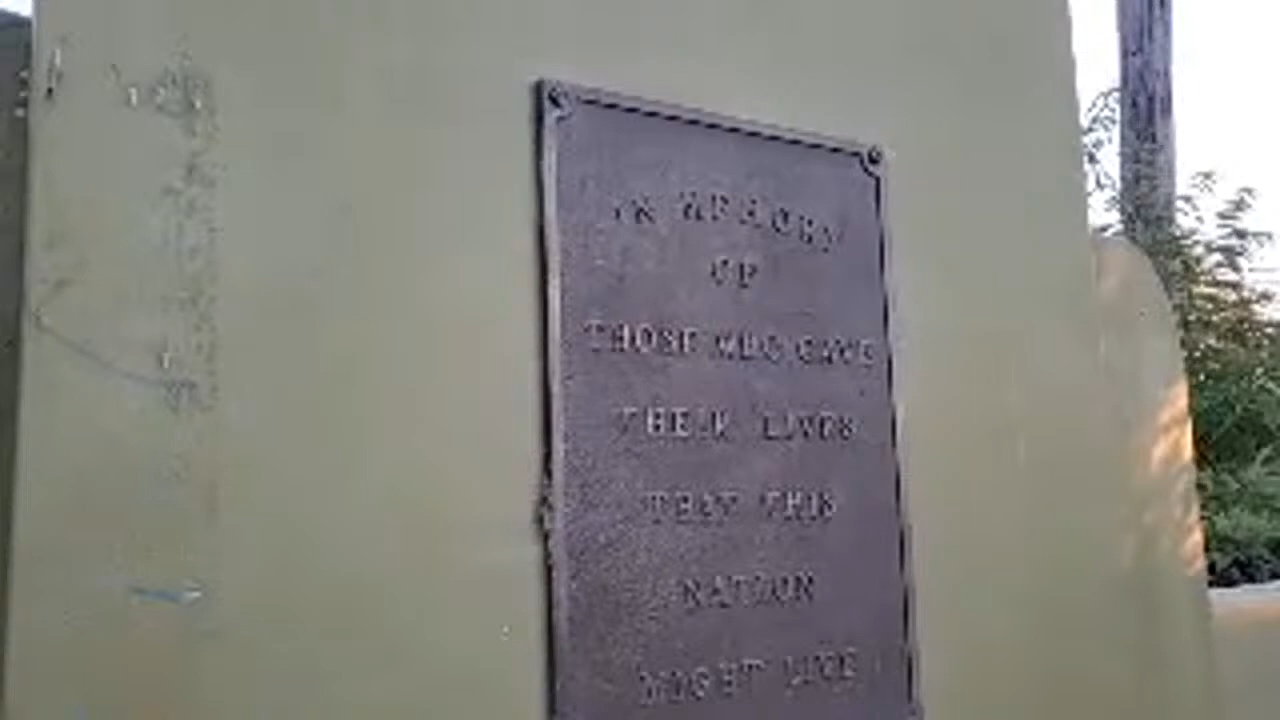 IN MEMORY
OF
THOSE WHO GAVE
THEIR LIVES
THAT THIS
NATION
MIGHT LIVE